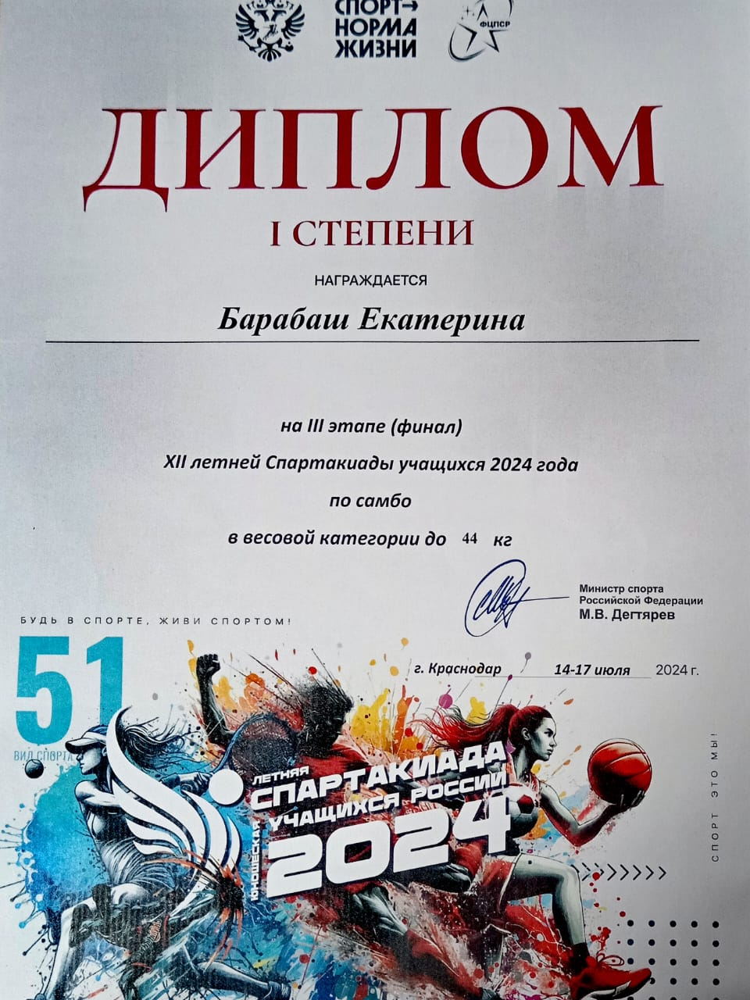 СПОРТ→
НОРМА
ЖИЗНИ
ФЦПСР
ДИПЛОМ
I СТЕПЕНИ
НАГРАЖДАЕТСЯ
Барабаш Екатерина
на III этапе (финал)
XII летней Спартакиады учащихся 2024 года
по самбо
в весовой категории до 44 кг
Министр спорта
Российской Федерации
М.В. Дегтярев
БУДЬ В СПОРТЕ, ЖИВИ СПОРТОМ!
г. Краснодар 14-17 июля 2024 г.
51
ВИД СПОРТА
ЛЕТНЯЯ
СПАРТАКИАДА
УЧАЩИХСЯ РОССИИ
ЮНОШЕСКАЯ
2024
СПОРТ ЭТО МЫ!